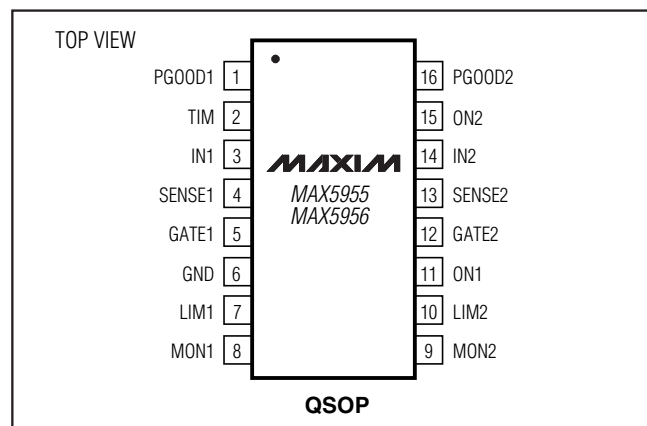 TOP VIEW
PGOOD1 1 16 PGOOD2
TIM 2 15 ON2
IN1 3 14 IN2
MAXIM
SENSE1 4 MAX5955 13 SENSE2
MAX5956
GATE1 5 12 GATE2
GND 6 11 ON1
LIM1 7 10 LIM2
MON1 8 9 MON2
QSOP